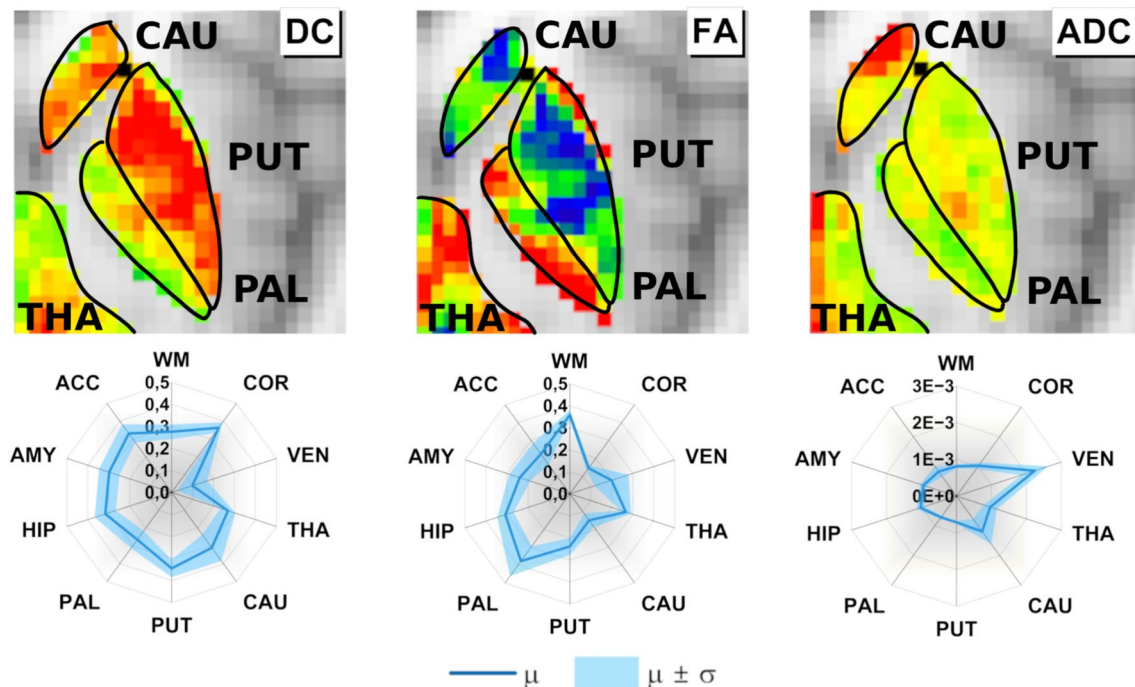 CAU DC
PUT
PAL
THA
CAU FA
PUT
PAL
THA
CAU ADC
PUT
PAL
THA
WM
ACC COR
0,5
0,4
0,3
0,2
0,1
0,0
AMY VEN
HIP THA
PAL CAU
PUT
WM
ACC COR
0,5
0,4
0,3
0,2
0,1
0,0
AMY VEN
HIP THA
PAL CAU
PUT
WM
ACC COR
3E-3
2E-3
1E-3
0E+0
AMY VEN
HIP THA
PAL CAU
PUT
μ μ ± σ